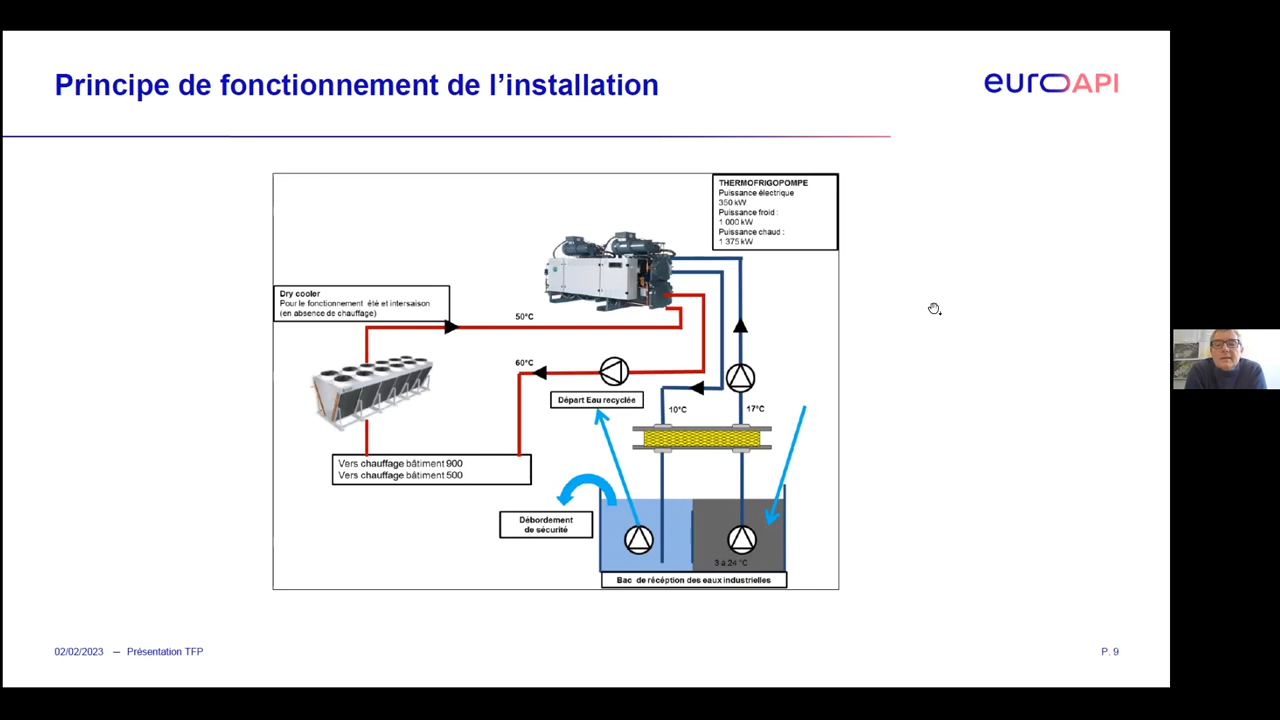 Principe de fonctionnement de l’installation
euroAPI
THERMOFRIGOPOMPE
Puissance électrique
350 kW
Puissance froid :
1 000 kW
Puissance chaud :
1 375 kW
Dry cooler
Pour le fonctionnement été et intersaison
(en absence de chauffage)
50°C
60°C
Départ Eau recyclée
10°C
17°C
Vers chauffage bâtiment 900
Vers chauffage bâtiment 500
Débordement
de sécurité
3 à 24 °C
Bac de récéption des eaux industrielles
02/02/2023 — Présentation TFP
P. 9